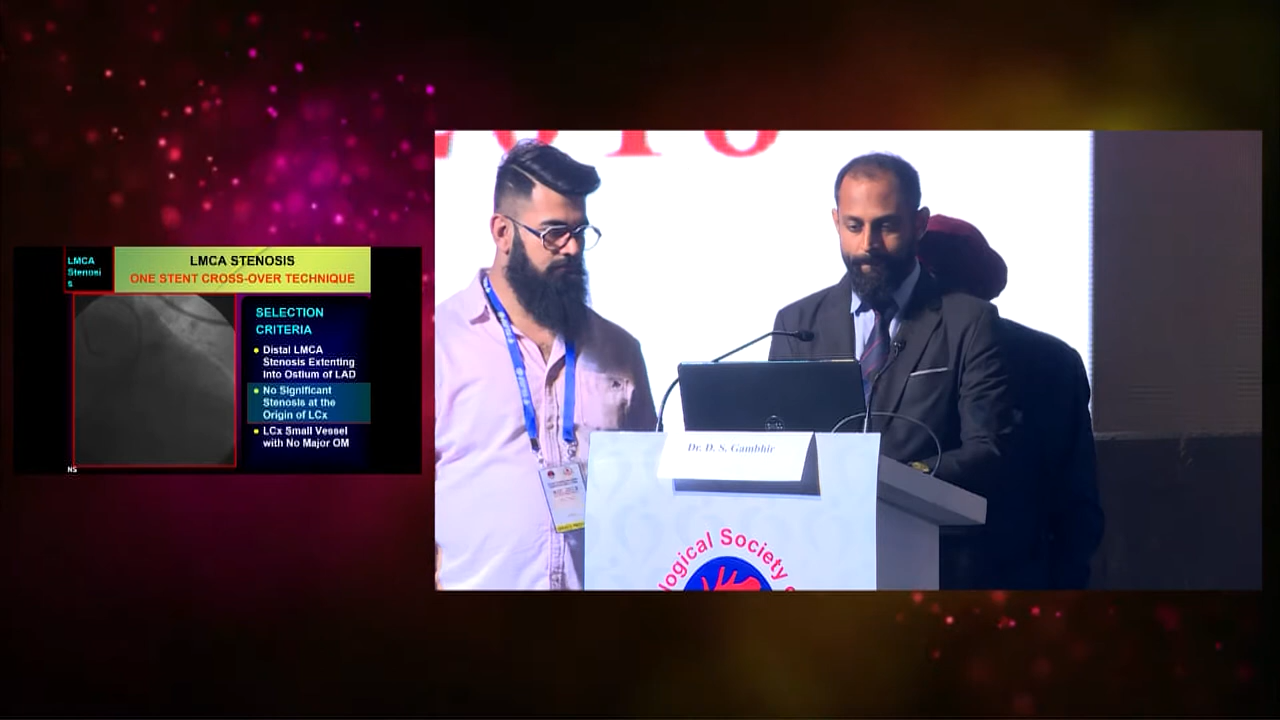 LMCA
Stenosi
s
LMCA STENOSIS
ONE STENT CROSS-OVER TECHNIQUE
SELECTION
CRITERIA
Distal LMCA
Stenosis Extenting
Into Ostium of LAD
No Significant
Stenosis at the
Origin of LCx
LCx Small Vessel
with No Major OM
NS
Dr. D. S. Gambhir
logical Society